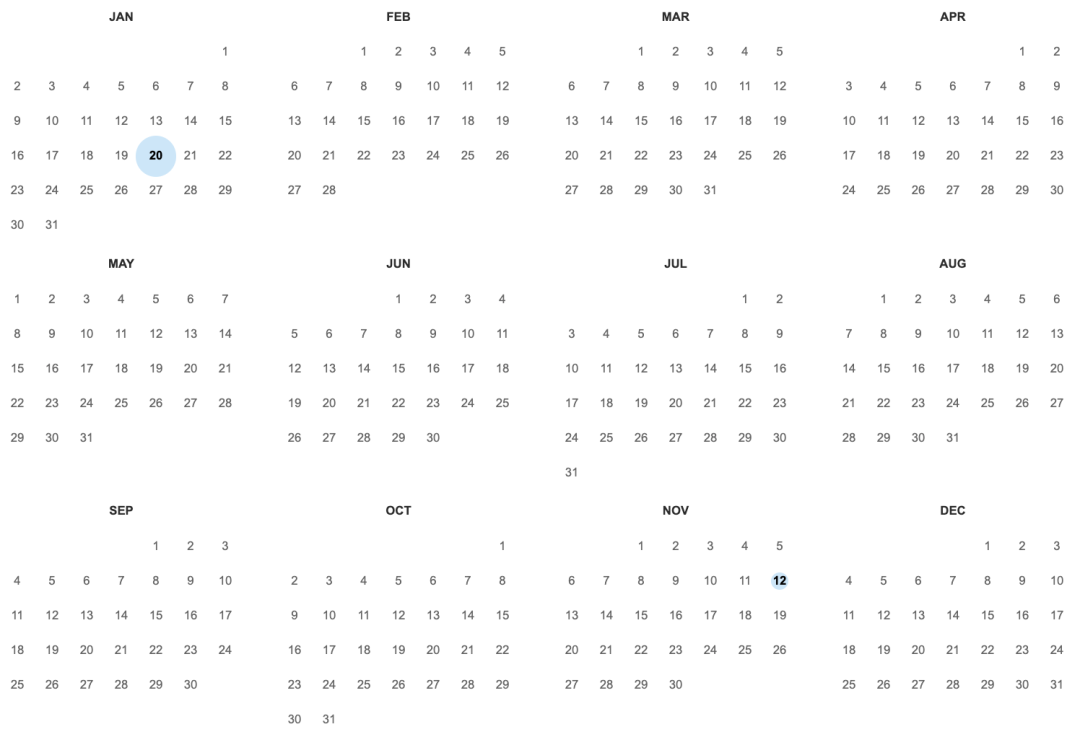 JAN FEB MAR APR
1 1 2 3 4 5 1 2 3 4 5 1 2
2 3 4 5 6 7 8 6 7 8 9 10 11 12 6 7 8 9 10 11 12 3 4 5 6 7 8 9
9 10 11 12 13 14 15 13 14 15 16 17 18 19 13 14 15 16 17 18 19 10 11 12 13 14 15 16
16 17 18 19 20 21 22 20 21 22 23 24 25 26 20 21 22 23 24 25 26 17 18 19 20 21 22 23
23 24 25 26 27 28 29 27 28 27 28 29 30 31 24 25 26 27 28 29 30
30 31
MAY JUN JUL AUG
1 2 3 4 5 6 7 1 2 3 4 1 2 1 2 3 4 5 6
8 9 10 11 12 13 14 5 6 7 8 9 10 11 3 4 5 6 7 8 9 7 8 9 10 11 12 13
15 16 17 18 19 20 21 12 13 14 15 16 17 18 10 11 12 13 14 15 16 14 15 16 17 18 19 20
22 23 24 25 26 27 28 19 20 21 22 23 24 25 17 18 19 20 21 22 23 21 22 23 24 25 26 27
29 30 31 26 27 28 29 30 24 25 26 27 28 29 30 28 29 30 31
31
SEP OCT NOV DEC
1 2 3 1 1 2 3 4 5 1 2 3
4 5 6 7 8 9 10 2 3 4 5 6 7 8 6 7 8 9 10 11 12 4 5 6 7 8 9 10
11 12 13 14 15 16 17 9 10 11 12 13 14 15 13 14 15 16 17 18 19 11 12 13 14 15 16 17
18 19 20 21 22 23 24 16 17 18 19 20 21 22 20 21 22 23 24 25 26 18 19 20 21 22 23 24
25 26 27 28 29 30 23 24 25 26 27 28 29 27 28 29 30 25 26 27 28 29 30 31
30 31